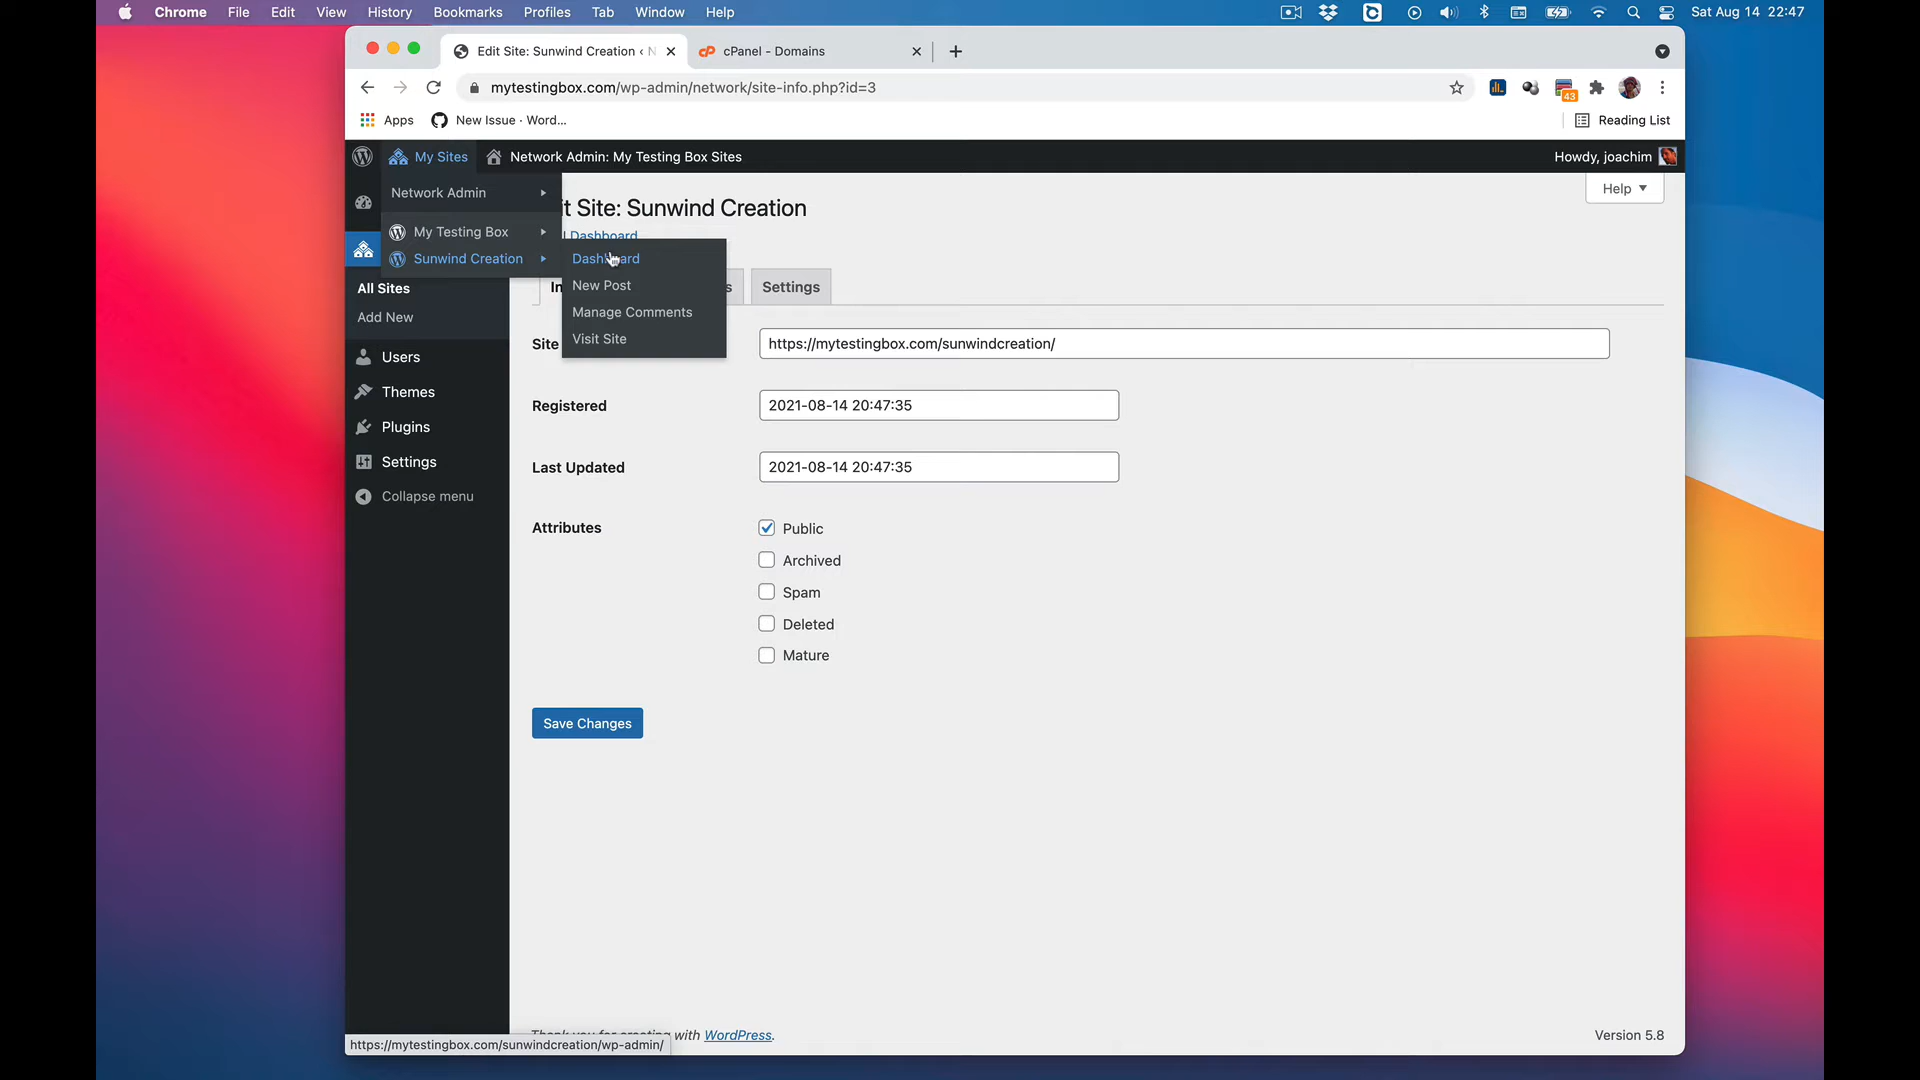 Chrome File Edit View History Bookmarks Profiles Tab Window Help
Sat Aug 14 22:47
Edit Site: Sunwind Creation ‹ N
cPanel - Domains
mytestingbox.com/wp-admin/network/site-info.php?id=3
43
Apps
New Issue · Word...
Reading List
My Sites
Network Admin: My Testing Box Sites
Howdy, joachim
Network Admin
My Testing Box
Sunwind Creation
Dashboard
New Post
Manage Comments
Visit Site
Help
t Site: Sunwind Creation
Dashboard
In
s
Settings
All Sites
Add New
Users
Themes
Plugins
Settings
Collapse menu
Site
https://mytestingbox.com/sunwindcreation/
Registered
2021-08-14 20:47:35
Last Updated
2021-08-14 20:47:35
Attributes
Public
Archived
Spam
Deleted
Mature
Save Changes
Thank you for creating with WordPress.
Version 5.8
https://mytestingbox.com/sunwindcreation/wp-admin/